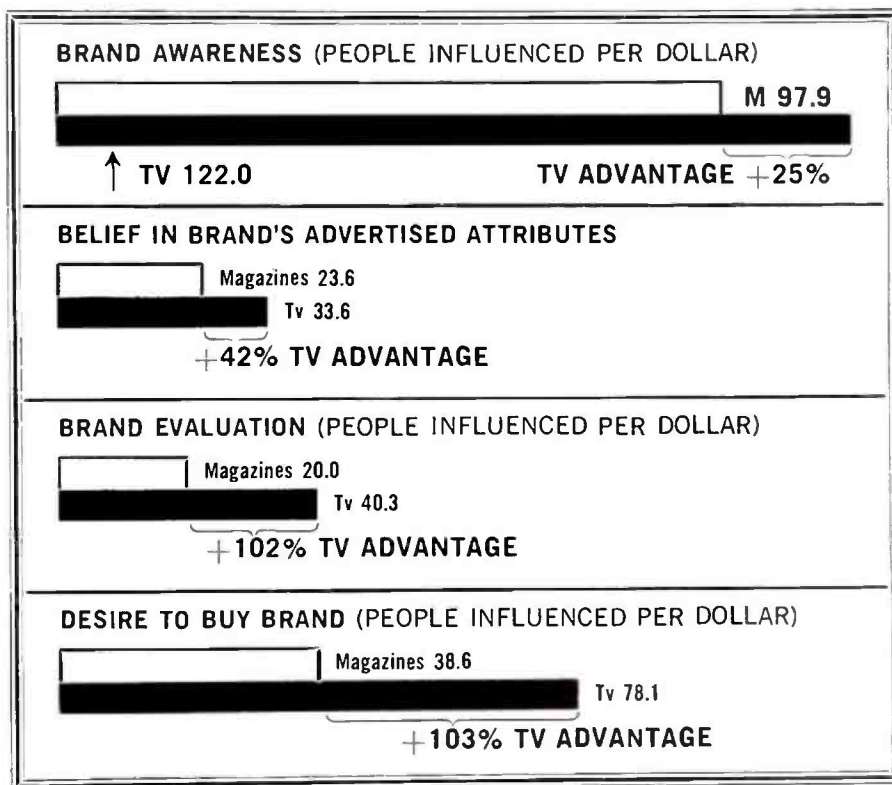 BRAND AWARENESS (PEOPLE INFLUENCED PER DOLLAR)
M 97.9
↑ TV 122.0 TV ADVANTAGE +25%
BELIEF IN BRAND'S ADVERTISED ATTRIBUTES
Magazines 23.6
Tv 33.6
+42% TV ADVANTAGE
BRAND EVALUATION (PEOPLE INFLUENCED PER DOLLAR)
Magazines 20.0
Tv 40.3
+102% TV ADVANTAGE
DESIRE TO BUY BRAND (PEOPLE INFLUENCED PER DOLLAR)
Magazines 38.6
Tv 78.1
+103% TV ADVANTAGE